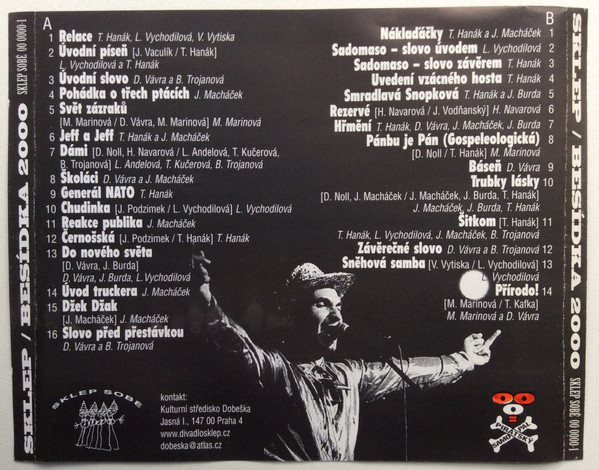 SKLEP / BESÍDKA 2000 SKLEP SOBĚ 00 0000-1
A
1 Relace T. Hanák, L. Vychodilová, V. Vytiska
2 Úvodní píseň [J. Vaculík / T. Hanák]
L. Vychodilová a T. Hanák
3 Úvodní slovo D. Vávra a B. Trojanová
4 Pohádka o třech ptácích J. Macháček
5 Svět zázraků
[M. Marinová / D. Vávra, M. Marinová] M. Marinová
6 Jeff a Jeff T. Hanák a J. Macháček
7 Dámi [D. Noll, H. Navarová / L. Andelová, T. Kučerová,
B. Trojanová] L. Andelová, T. Kučerová, B. Trojanová
8 Školáci D. Vávra a J. Macháček
9 Generál NATO T. Hanák
10 Chudinka [J. Podzimek / L. Vychodilová] L. Vychodilová
11 Reakce publika J. Macháček
12 Černošská [J. Podzimek / T. Hanák] T. Hanák
13 Do nového světa
[D. Vávra, J. Burda]
D. Vávra, J. Burda, L. Vychodilová
14 Úvod truckera J. Macháček
15 Džek Džak
[J. Macháček] J. Macháček
16 Slovo před přestávkou
D. Vávra a B. Trojanová
B
Nákladʼáčky T. Hanák a J. Macháček 1
Sadomaso – slovo úvodem L. Vychodilová 2
Sadomaso – slovo závěrem T. Hanák 3
Uvedení vzácného hosta T. Hanák 4
Smradlavá Snopková T. Hanák a J. Burda 5
Rezervé [H. Navarová / J. Vodňanský] H. Navarová 6
Hřmění T. Hanák, D. Vávra, J. Macháček, J. Burda 7
Pánbu je Pán (Gospeleologická) 8
[D. Noll / T. Hanák] M. Marinová
Báseň D. Vávra 9
Trubky lásky 10
[D. Noll, J. Macháček / J. Macháček, J. Burda, T. Hanák]
J. Macháček, J. Burda, T. Hanák
Šitkom [T. Hanák] 11
T. Hanák, L. Vychodilová, J. Macháček, B. Trojanová
Závěrečné slovo D. Vávra a B. Trojanová 12
Sněhová samba [V. Vytiska / L. Vychodilová] 13
Vychodilová
Přírodo! 14
[M. Marinová / T. Kafka]
M. Marinová a D. Vávra
SKLEP SOBĚ
kontakt:
Kulturní středisko Dobeška
Jasná I., 147 00 Praha 4
www.divadlosklep.cz
dobeska@atlas.cz
SKLEP / BESÍDKA 2000 SKLEP SOBĚ 00 0000-1